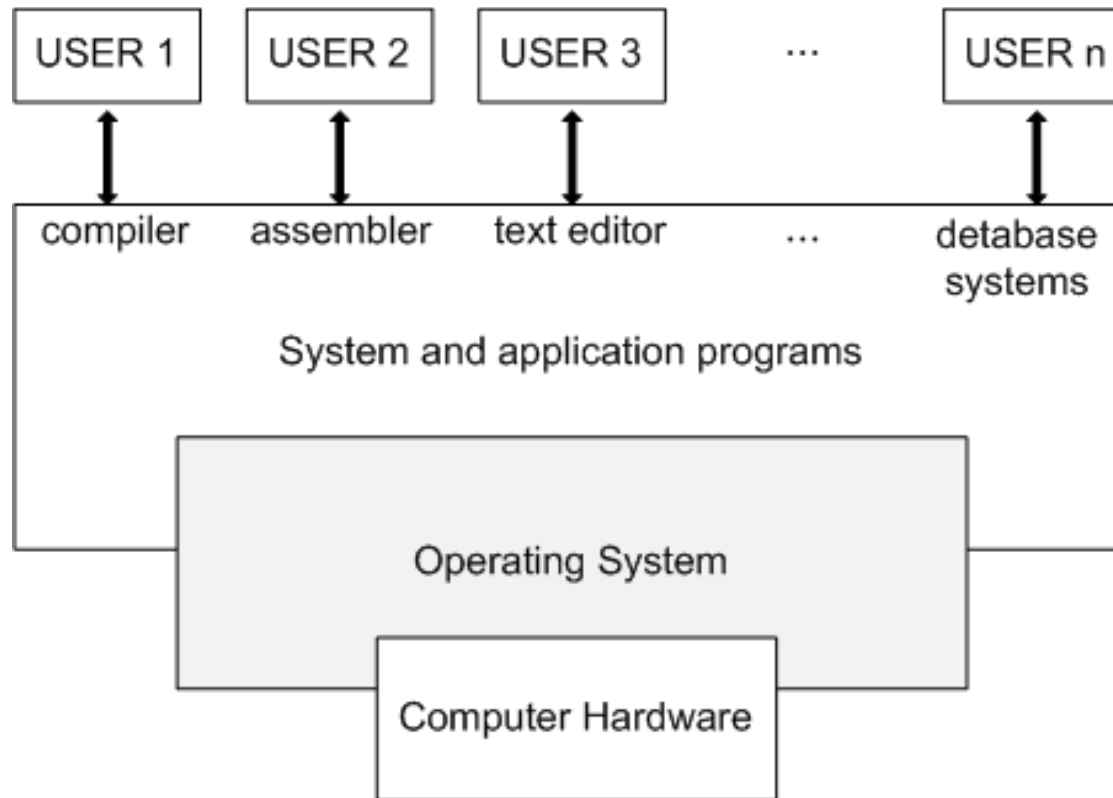 USER 1 USER 2 USER 3 ... USER n
compiler assembler text editor ... detabase
systems
System and application programs
Operating System
Computer Hardware